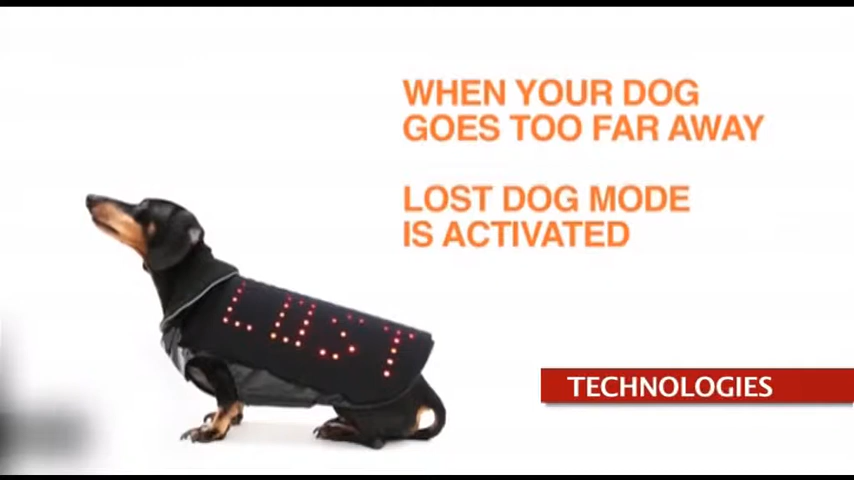 WHEN YOUR DOG
GOES TOO FAR AWAY
LOST DOG MODE
IS ACTIVATED
LOST
TECHNOLOGIES